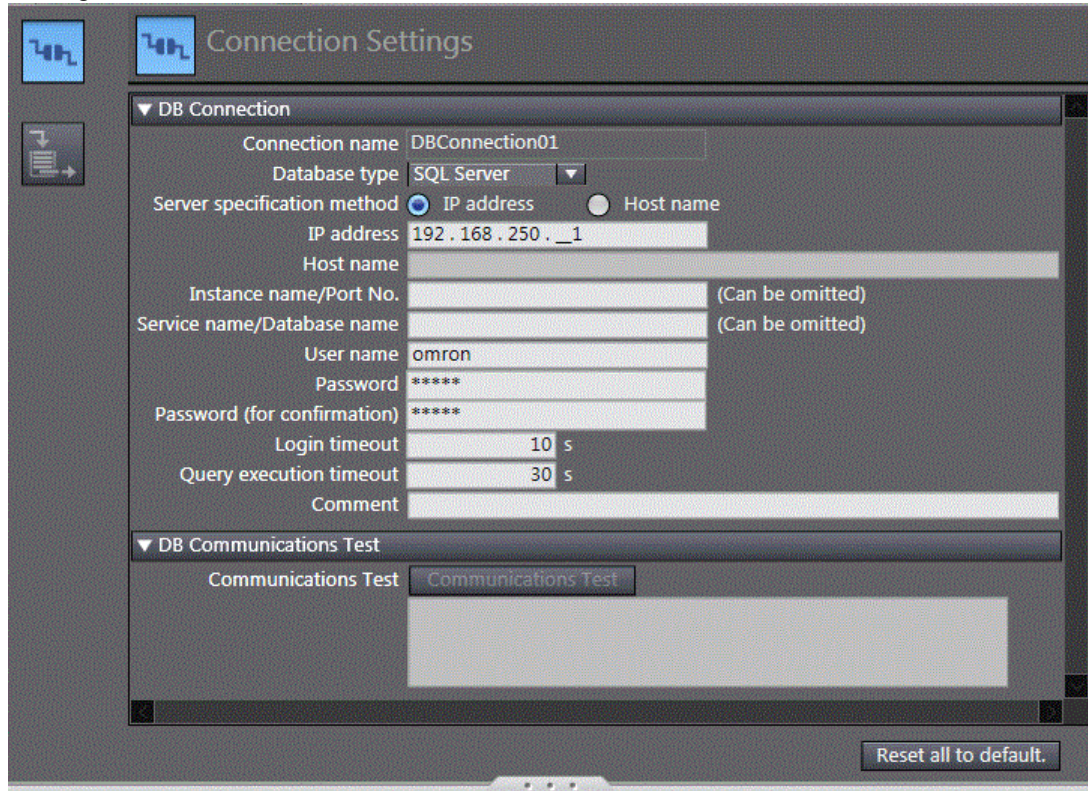 Connection Settings
▼ DB Connection
Connection name DBConnection01
Database type SQL Server ▼
Server specification method IP address Host name
IP address 192 . 168 . 250 . __1
Host name
Instance name/Port No. (Can be omitted)
Service name/Database name (Can be omitted)
User name omron
Password *****
Password (for confirmation) *****
Login timeout 10 s
Query execution timeout 30 s
Comment
▼ DB Communications Test
Communications Test Communications Test
Reset all to default.